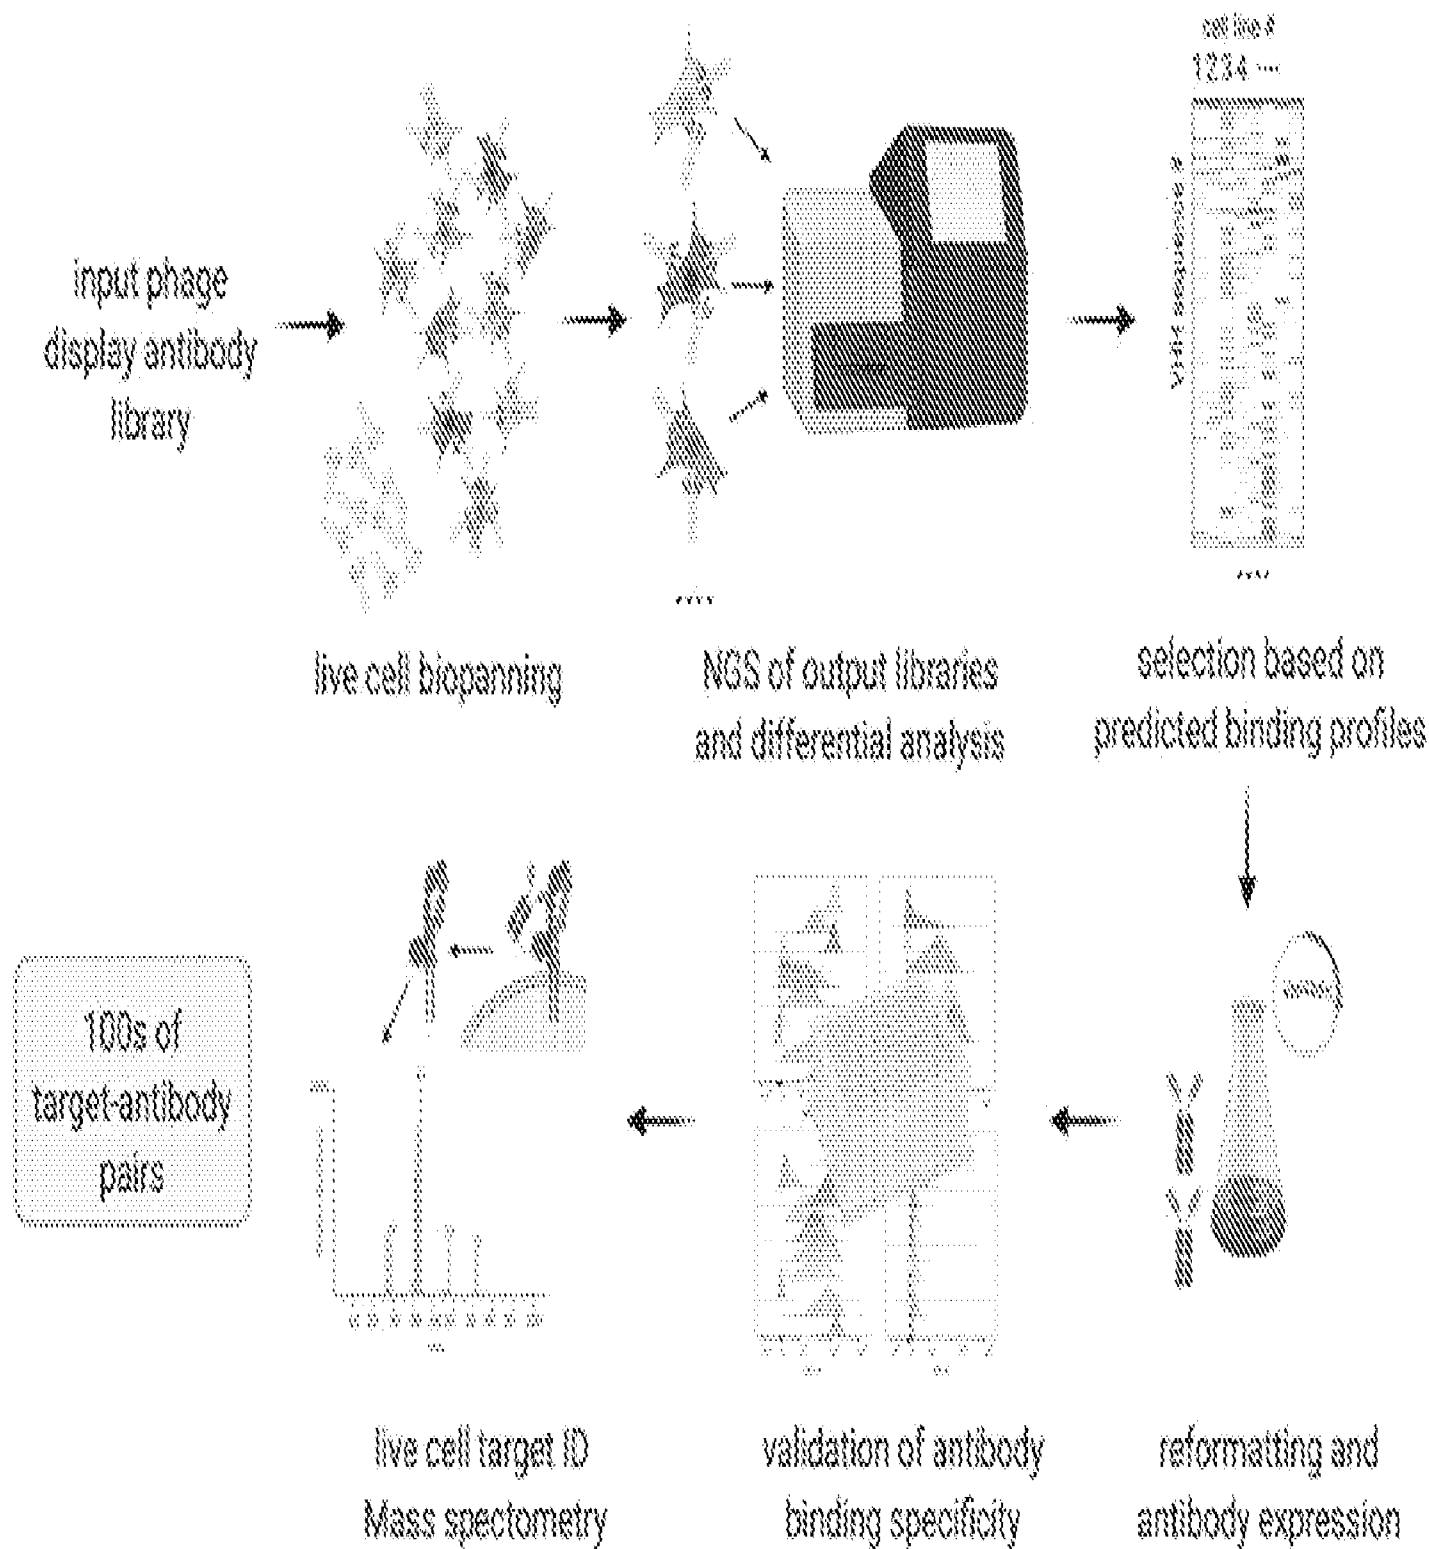 cell line #
1234 ...
VHH sequence #
input phage
display antibody
library
live cell biopanning
NGS of output libraries
and differential analysis
selection based on
predicted binding profiles
100s of
target-antibody
pairs
live cell target ID
Mass spectometry
validation of antibody
binding specificity
reformatting and
antibody expression